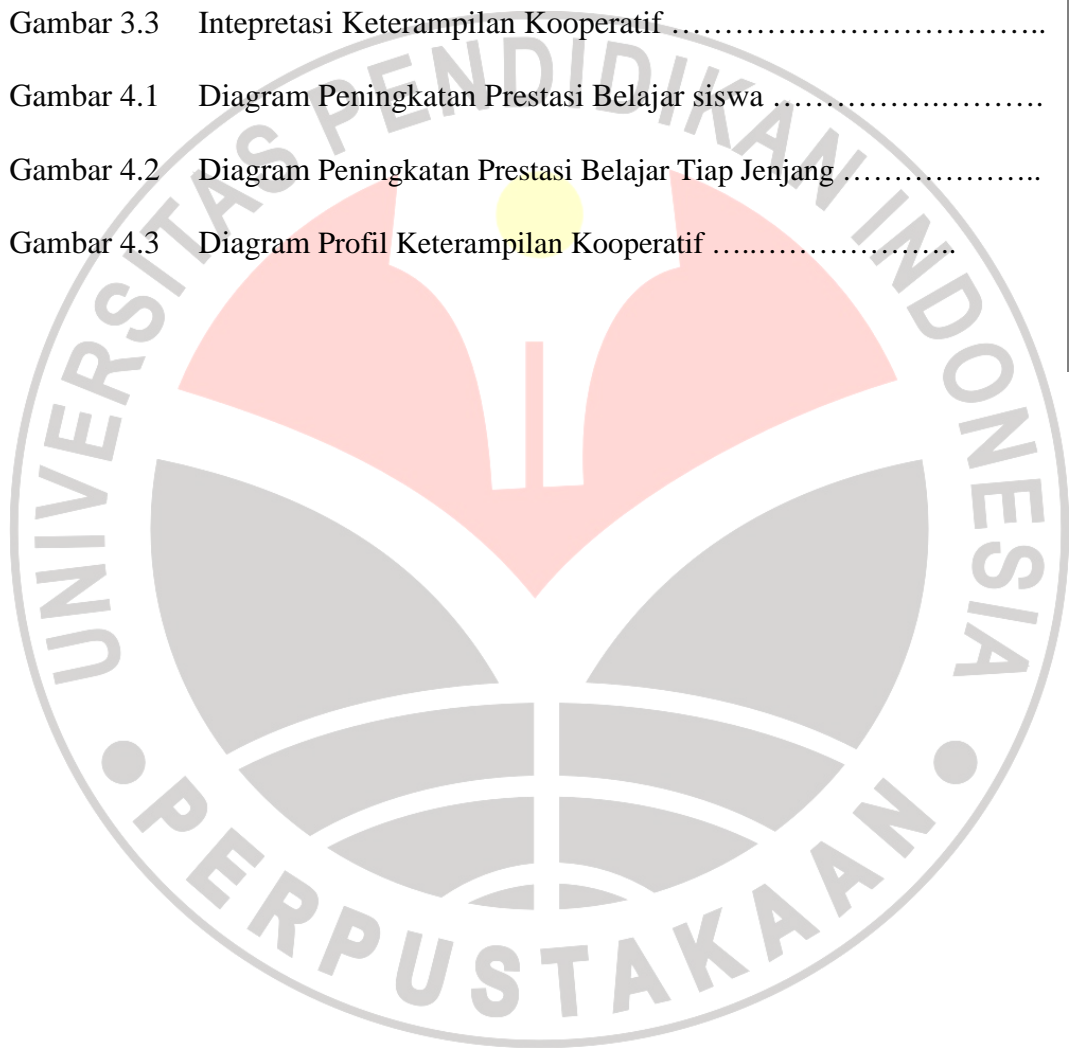 Gambar 3.3 Intepretasi Keterampilan Kooperatif ………….…………………..
Gambar 4.1 Diagram Peningkatan Prestasi Belajar siswa …………….……….
Gambar 4.2 Diagram Peningkatan Prestasi Belajar Tiap Jenjang ………………..
Gambar 4.3 Diagram Profil Keterampilan Kooperatif …..………………..
UNIVERSITAS PENDIDIKAN INDONESIA
PERPUSTAKAAN